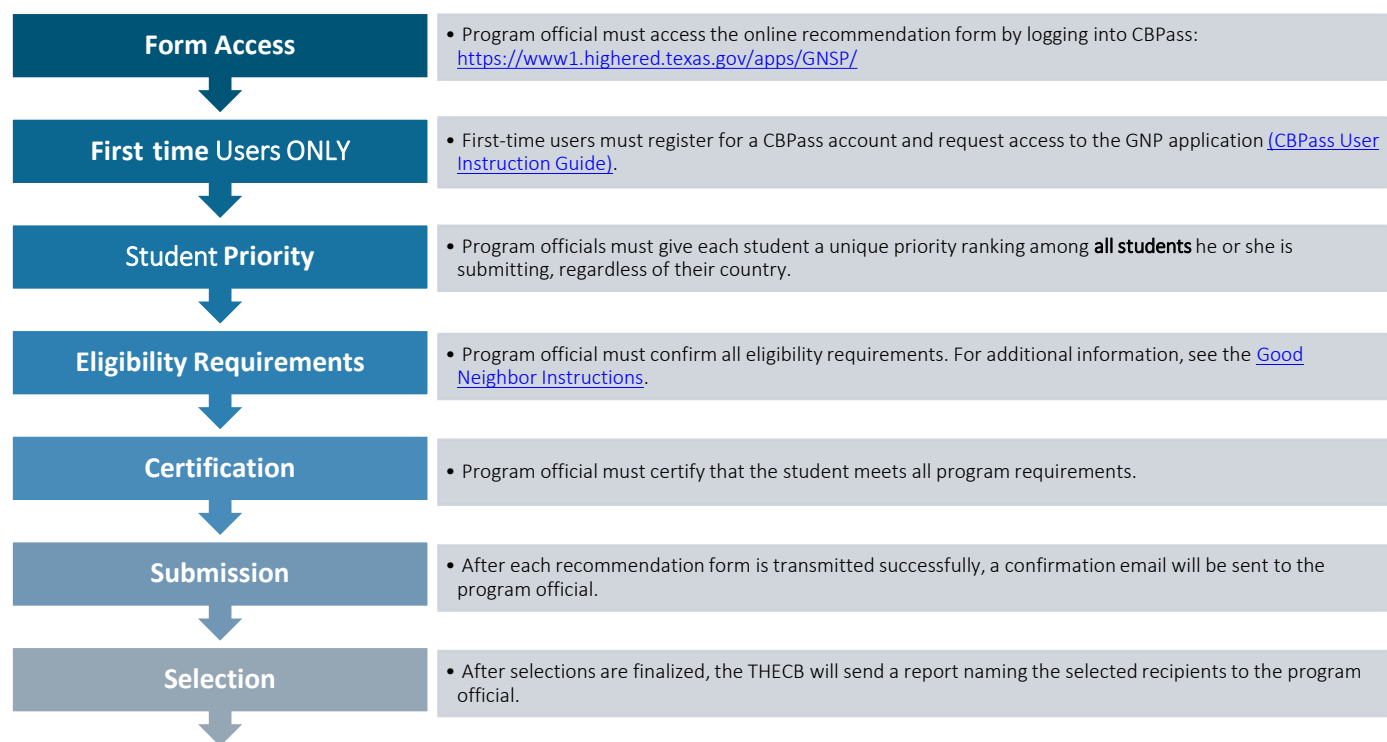 Form Access
• Program official must access the online recommendation form by logging into CBPass:
https://www1.highered.texas.gov/apps/GNSP/
First time Users ONLY
• First-time users must register for a CBPass account and request access to the GNP application (CBPass User
Instruction Guide).
Student Priority
• Program officials must give each student a unique priority ranking among all students he or she is
submitting, regardless of their country.
Eligibility Requirements
• Program official must confirm all eligibility requirements. For additional information, see the Good
Neighbor Instructions.
Certification
• Program official must certify that the student meets all program requirements.
Submission
• After each recommendation form is transmitted successfully, a confirmation email will be sent to the
program official.
Selection
• After selections are finalized, the THECB will send a report naming the selected recipients to the program
official.